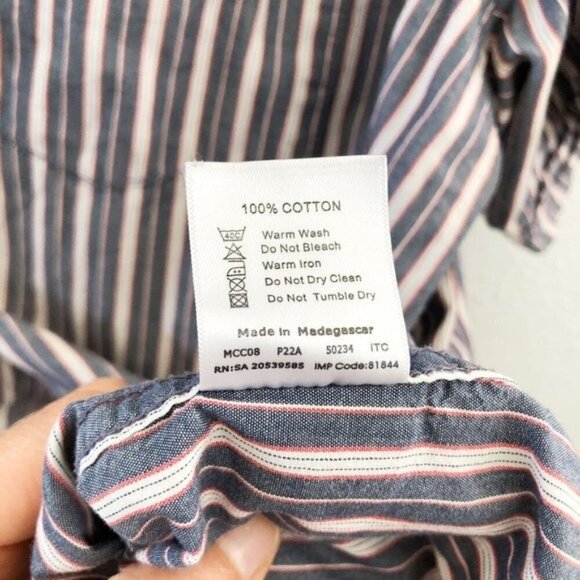 100% COTTON
40C Warm Wash
Do Not Bleach
Warm Iron
Do Not Dry Clean
Do Not Tumble Dry
Made In Madagascar
MCC08 P22A 50234 ITC
RN:SA 20539585 IMP Code:81844